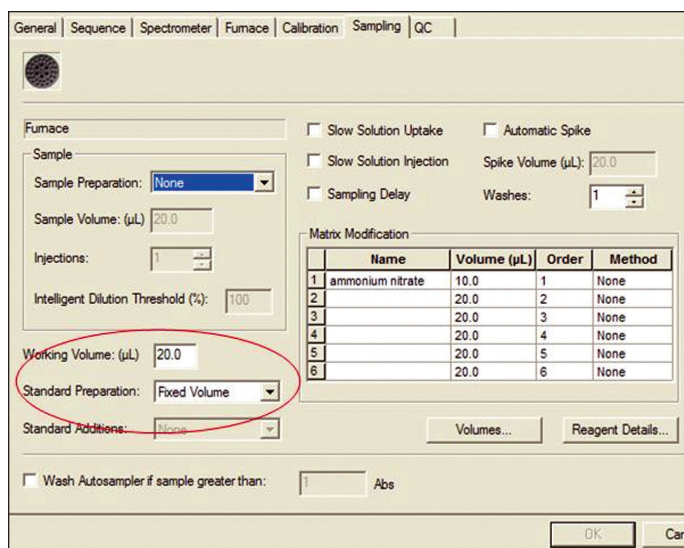 General Sequence Spectrometer Furnace Calibration Sampling QC
Furnace
Sample
Sample Preparation: None
Sample Volume: (µL) 20.0
Injections: 1
Intelligent Dilution Threshold (%): 100
Working Volume: (µL) 20.0
Standard Preparation: Fixed Volume
Standard Additions: None
Slow Solution Uptake
Automatic Spike
Slow Solution Injection
Spike Volume (µL): 20.0
Sampling Delay
Washes: 1
Matrix Modification
Name Volume (µL) Order Method
1 ammonium nitrate 10.0 1 None
2 20.0 2 None
3 20.0 3 None
4 20.0 4 None
5 20.0 5 None
6 20.0 6 None
Volumes... Reagent Details...
Wash Autosampler if sample greater than: 1 Abs
OK Can